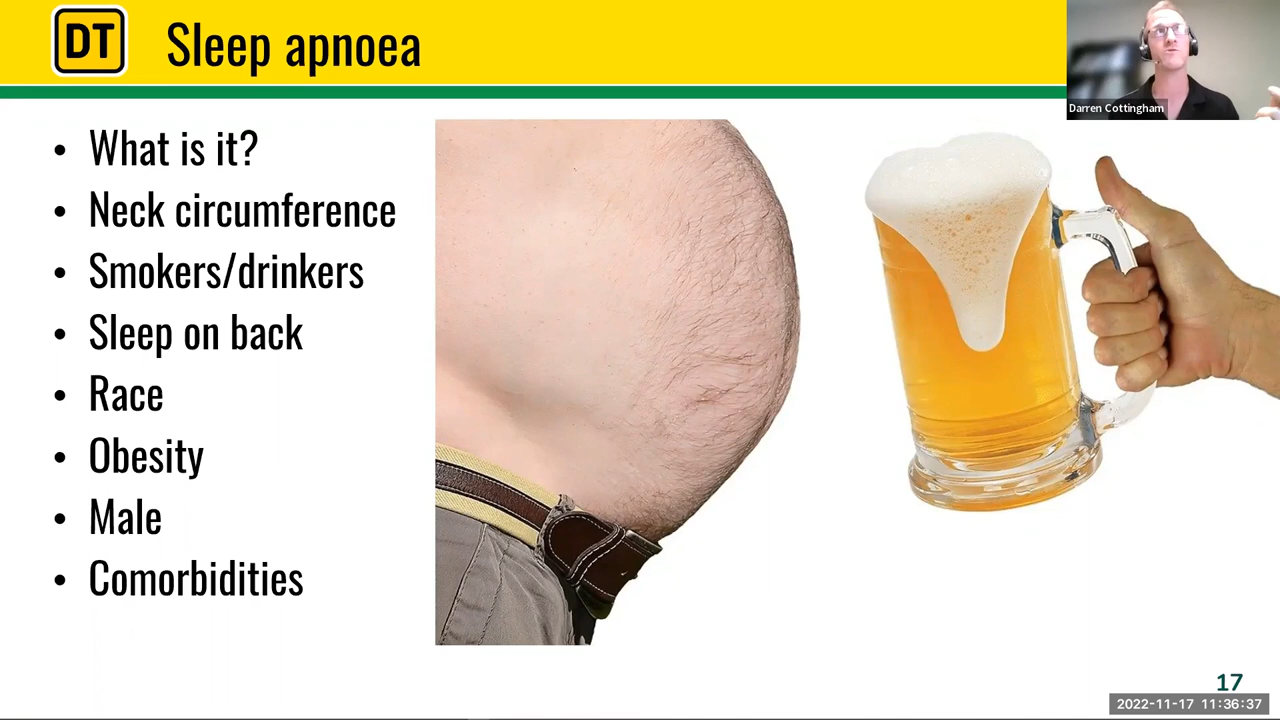 DT
Sleep apnoea
Darren Cottingham
• What is it?
• Neck circumference
• Smokers/drinkers
• Sleep on back
• Race
• Obesity
• Male
• Comorbidities
17
2022-11-17 11:36:37